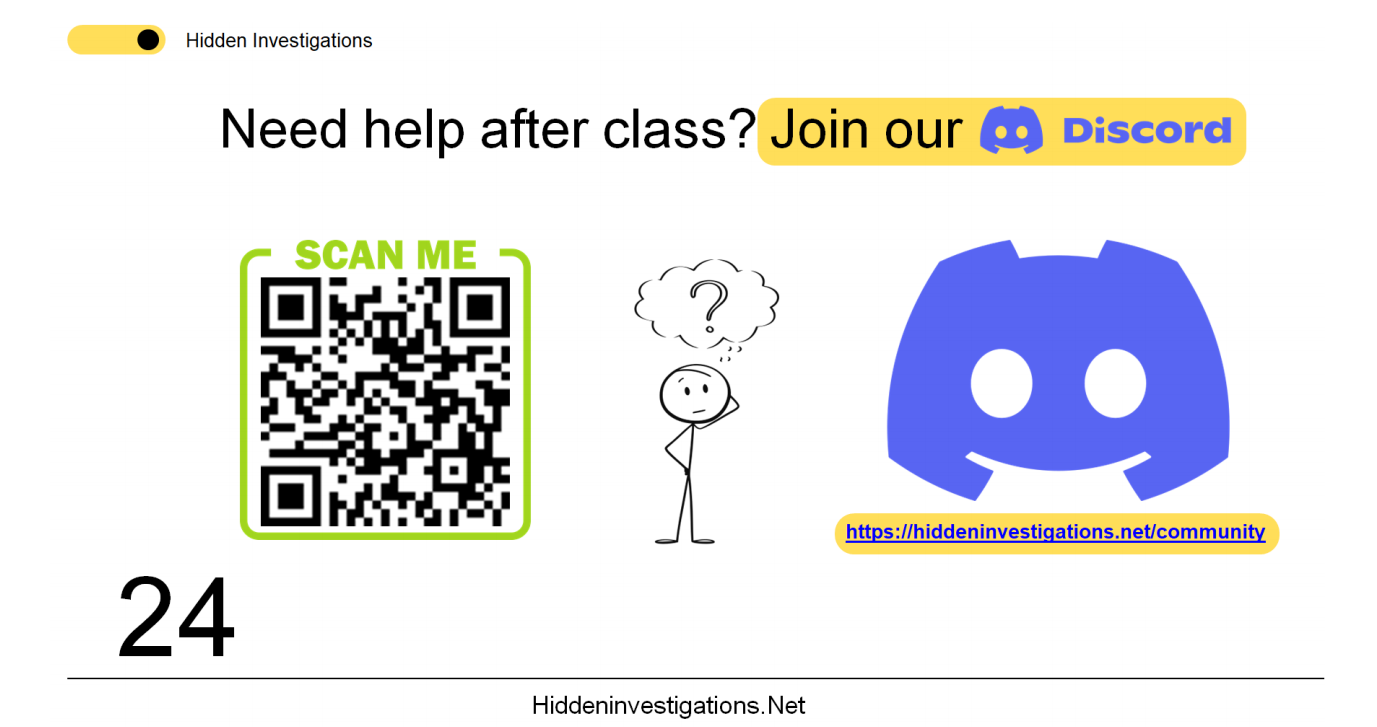 Hidden Investigations
Need help after class? Join our Discord
SCAN ME
?
https://hiddeninvestigations.net/community
24
Hiddeninvestigations.Net